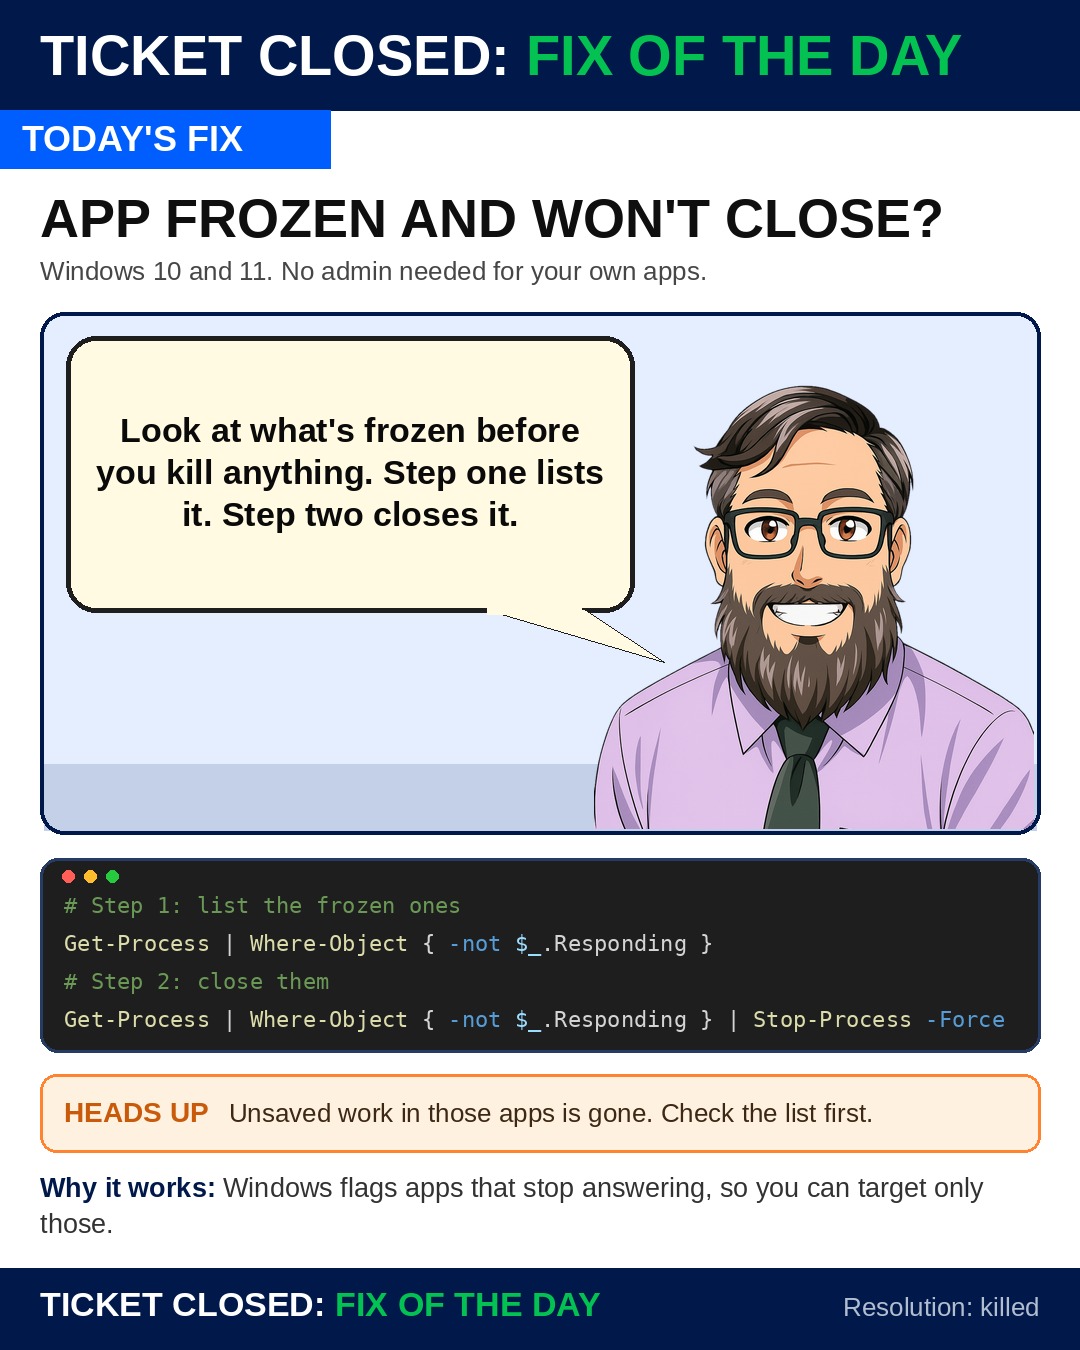 TICKET CLOSED: FIX OF THE DAY
TODAY'S FIX
APP FROZEN AND WON'T CLOSE?
Windows 10 and 11. No admin needed for your own apps.
Look at what's frozen before
you kill anything. Step one lists
it. Step two closes it.
# Step 1: list the frozen ones
Get-Process | Where-Object { -not $_.Responding }
# Step 2: close them
Get-Process | Where-Object { -not $_.Responding } | Stop-Process -Force
HEADS UP Unsaved work in those apps is gone. Check the list first.
Why it works: Windows flags apps that stop answering, so you can target only
those.
TICKET CLOSED: FIX OF THE DAY
Resolution: killed